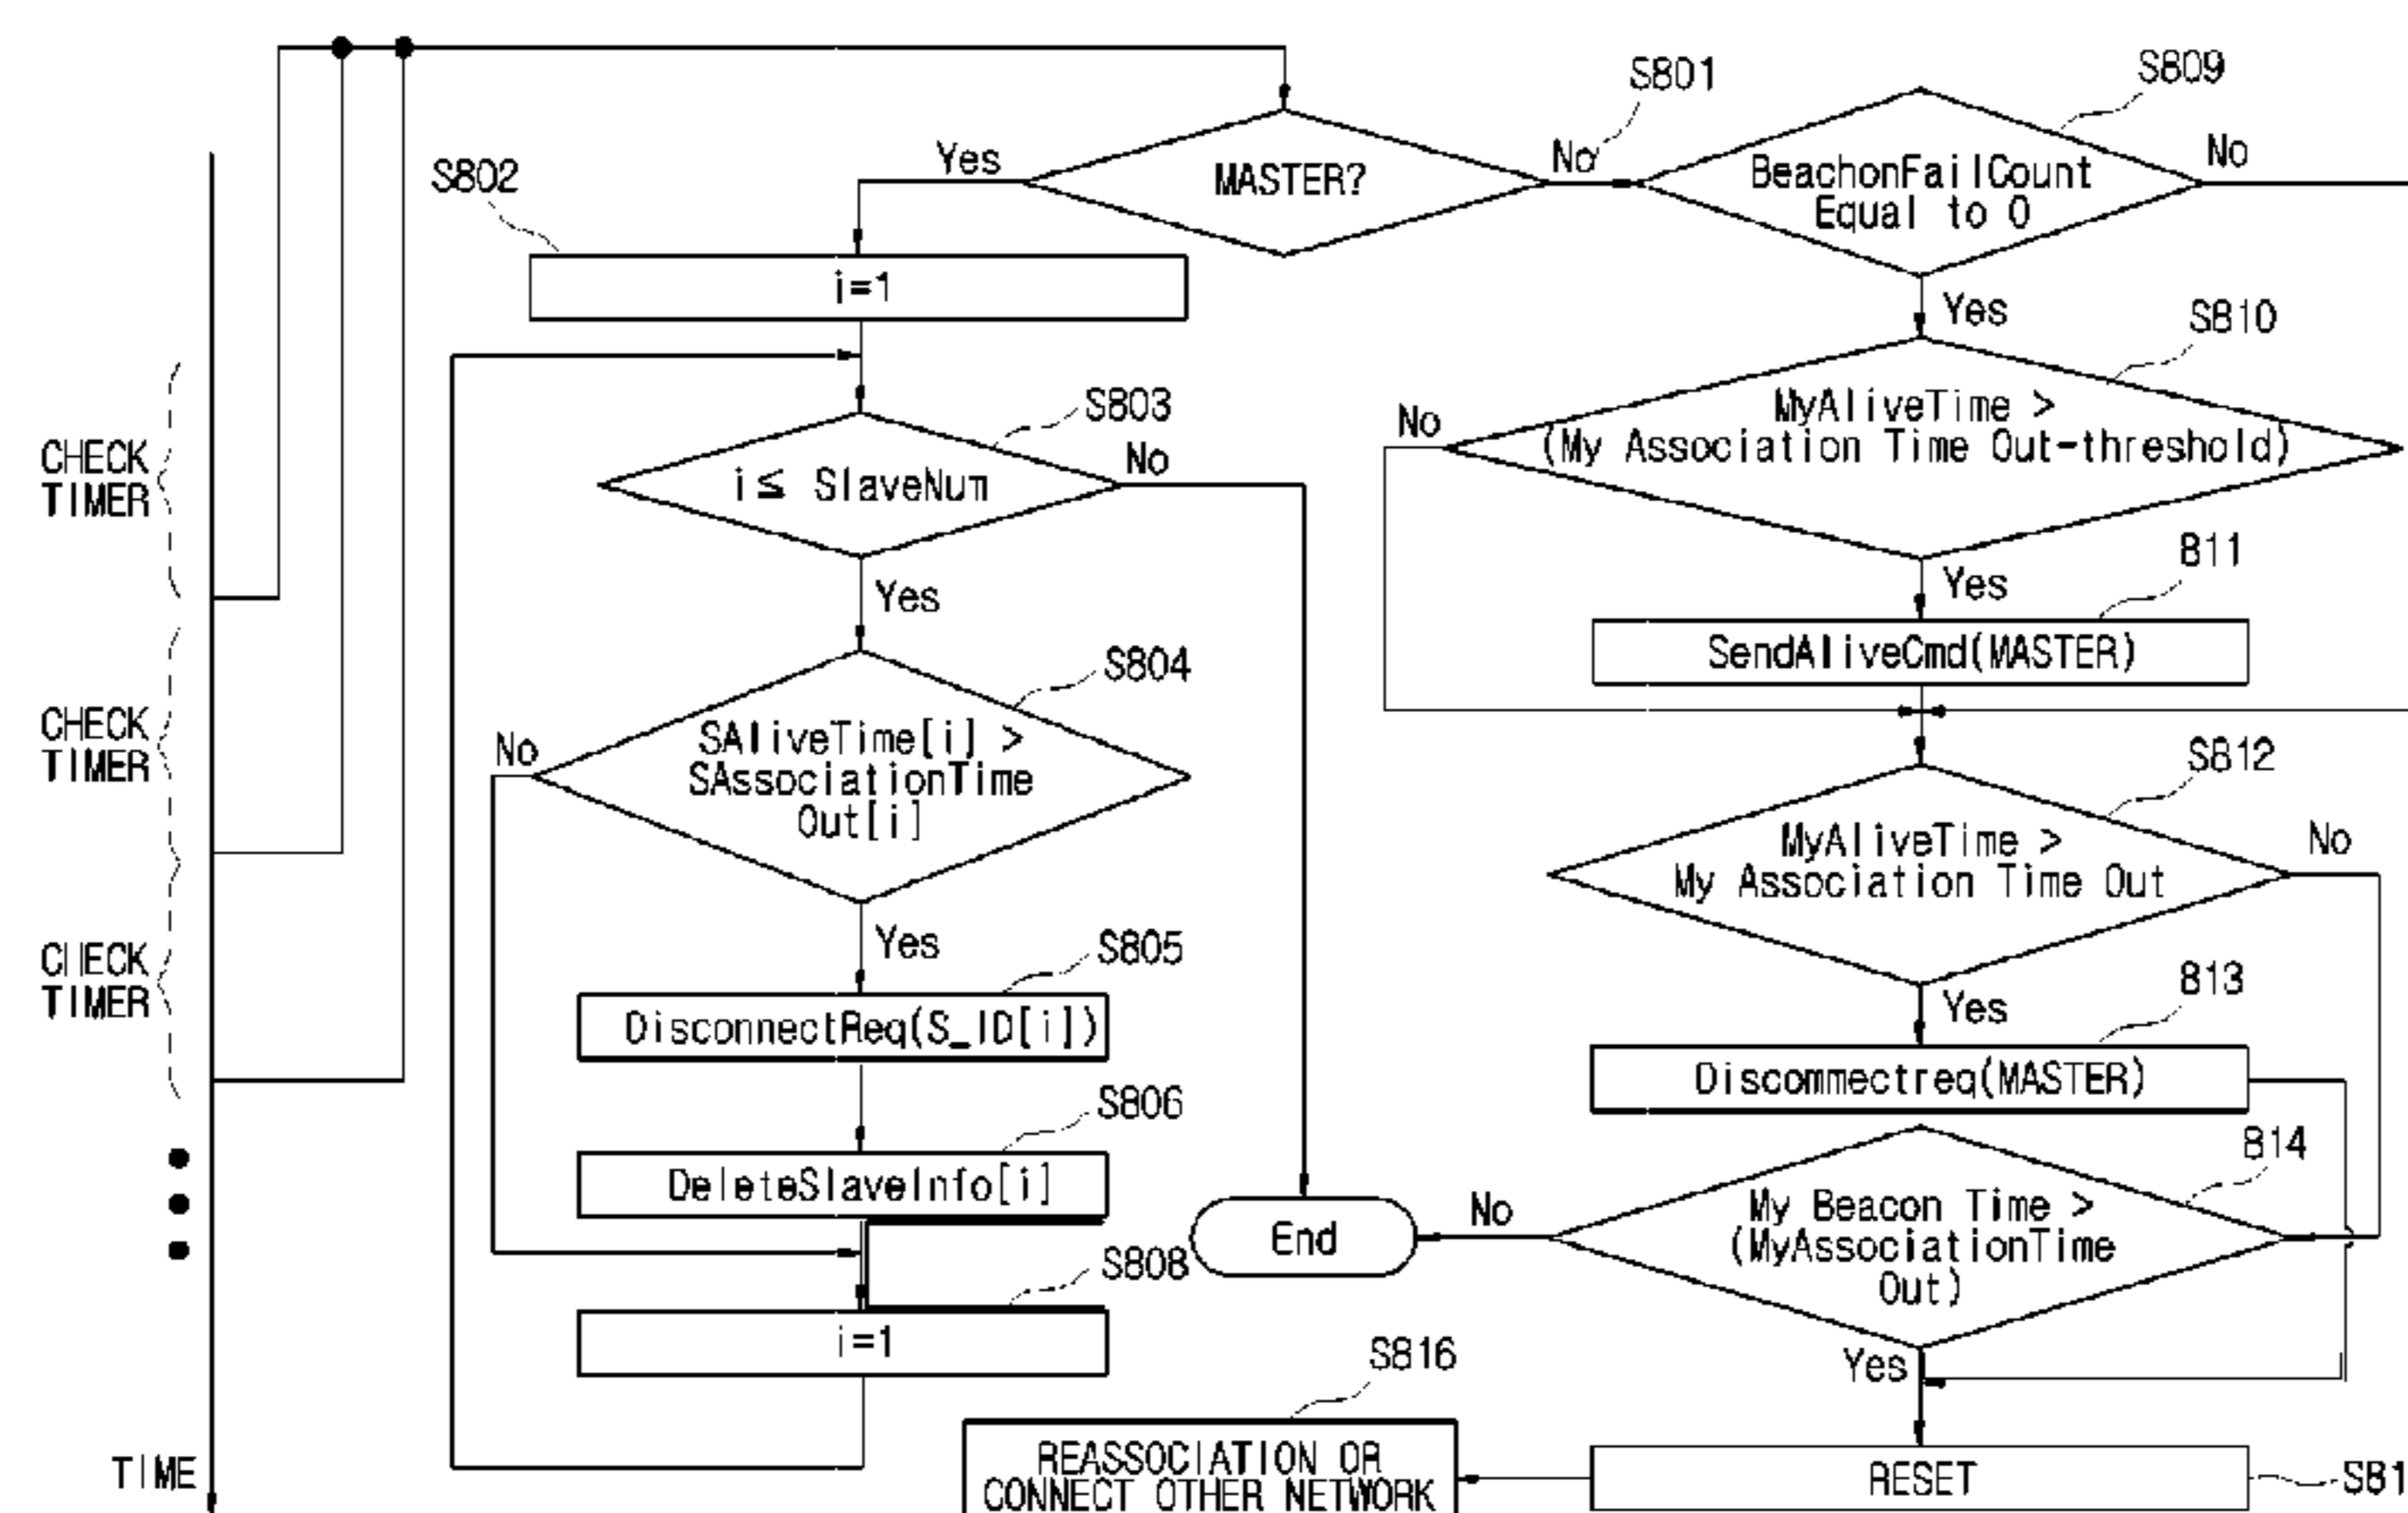 S801
S809
Yes
MASTER?
No
BeachonFailCount
Equal to 0
No
S802
i=1
Yes
S810
S803
No
MyAliveTime >
(My Association Time Out-threshold)
CHECK
TIMER
i≤ SlaveNum
No
Yes
811
Yes
SendAliveCmd(MASTER)
S804
CHECK
TIMER
No
SAliveTime[i] >
SAssociationTime
Out[i]
S812
MyAliveTime >
My Association Time Out
No
Yes
S805
CHECK
TIMER
DisconnectReq(S_ID[i])
Yes
813
Discommectreq(MASTER)
S806
DeleteSlaveInfo[i]
814
End
No
My Beacon Time >
(MyAssociationTime
Out)
S808
i=1
Yes
S816
TIME
REASSOCIATION OR
CONNECT OTHER NETWORK
RESET
S81